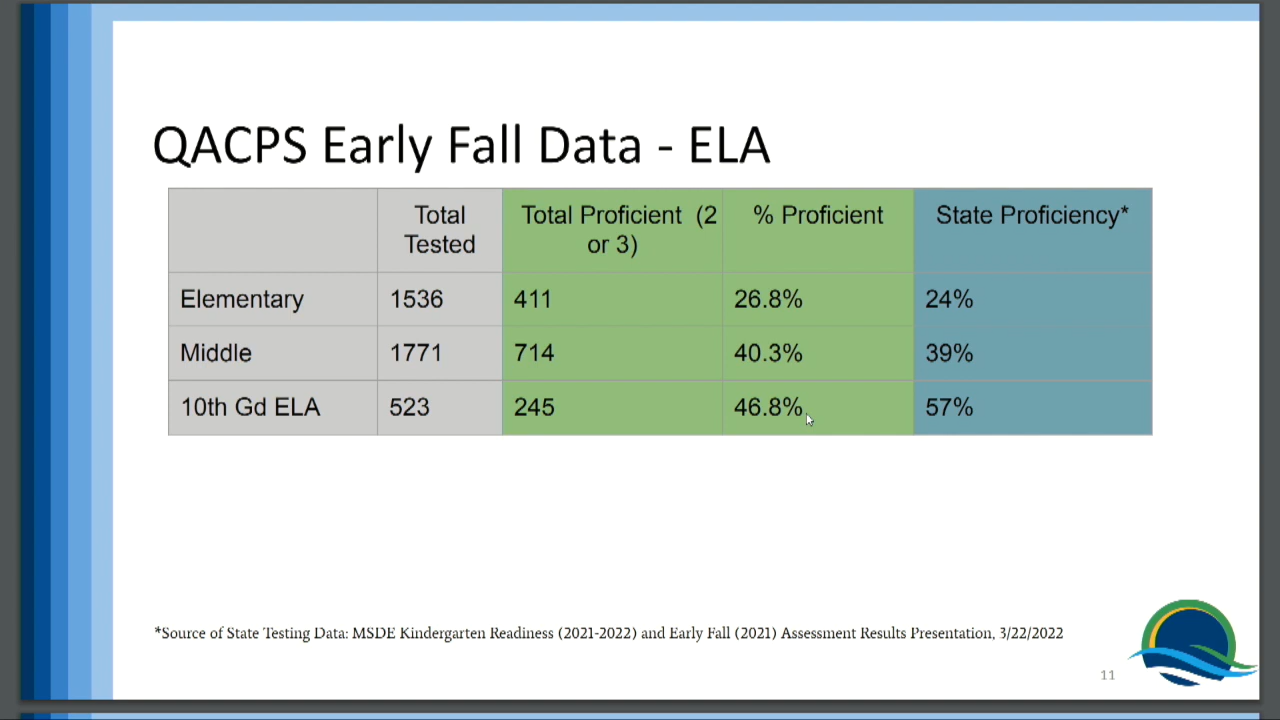 QACPS Early Fall Data - ELA
Total Tested
Total Proficient (2 or 3)
% Proficient
State Proficiency*
Elementary 1536 411 26.8% 24%
Middle 1771 714 40.3% 39%
10th Gd ELA 523 245 46.8% 57%
*Source of State Testing Data: MSDE Kindergarten Readiness (2021-2022) and Early Fall (2021) Assessment Results Presentation, 3/22/2022
11